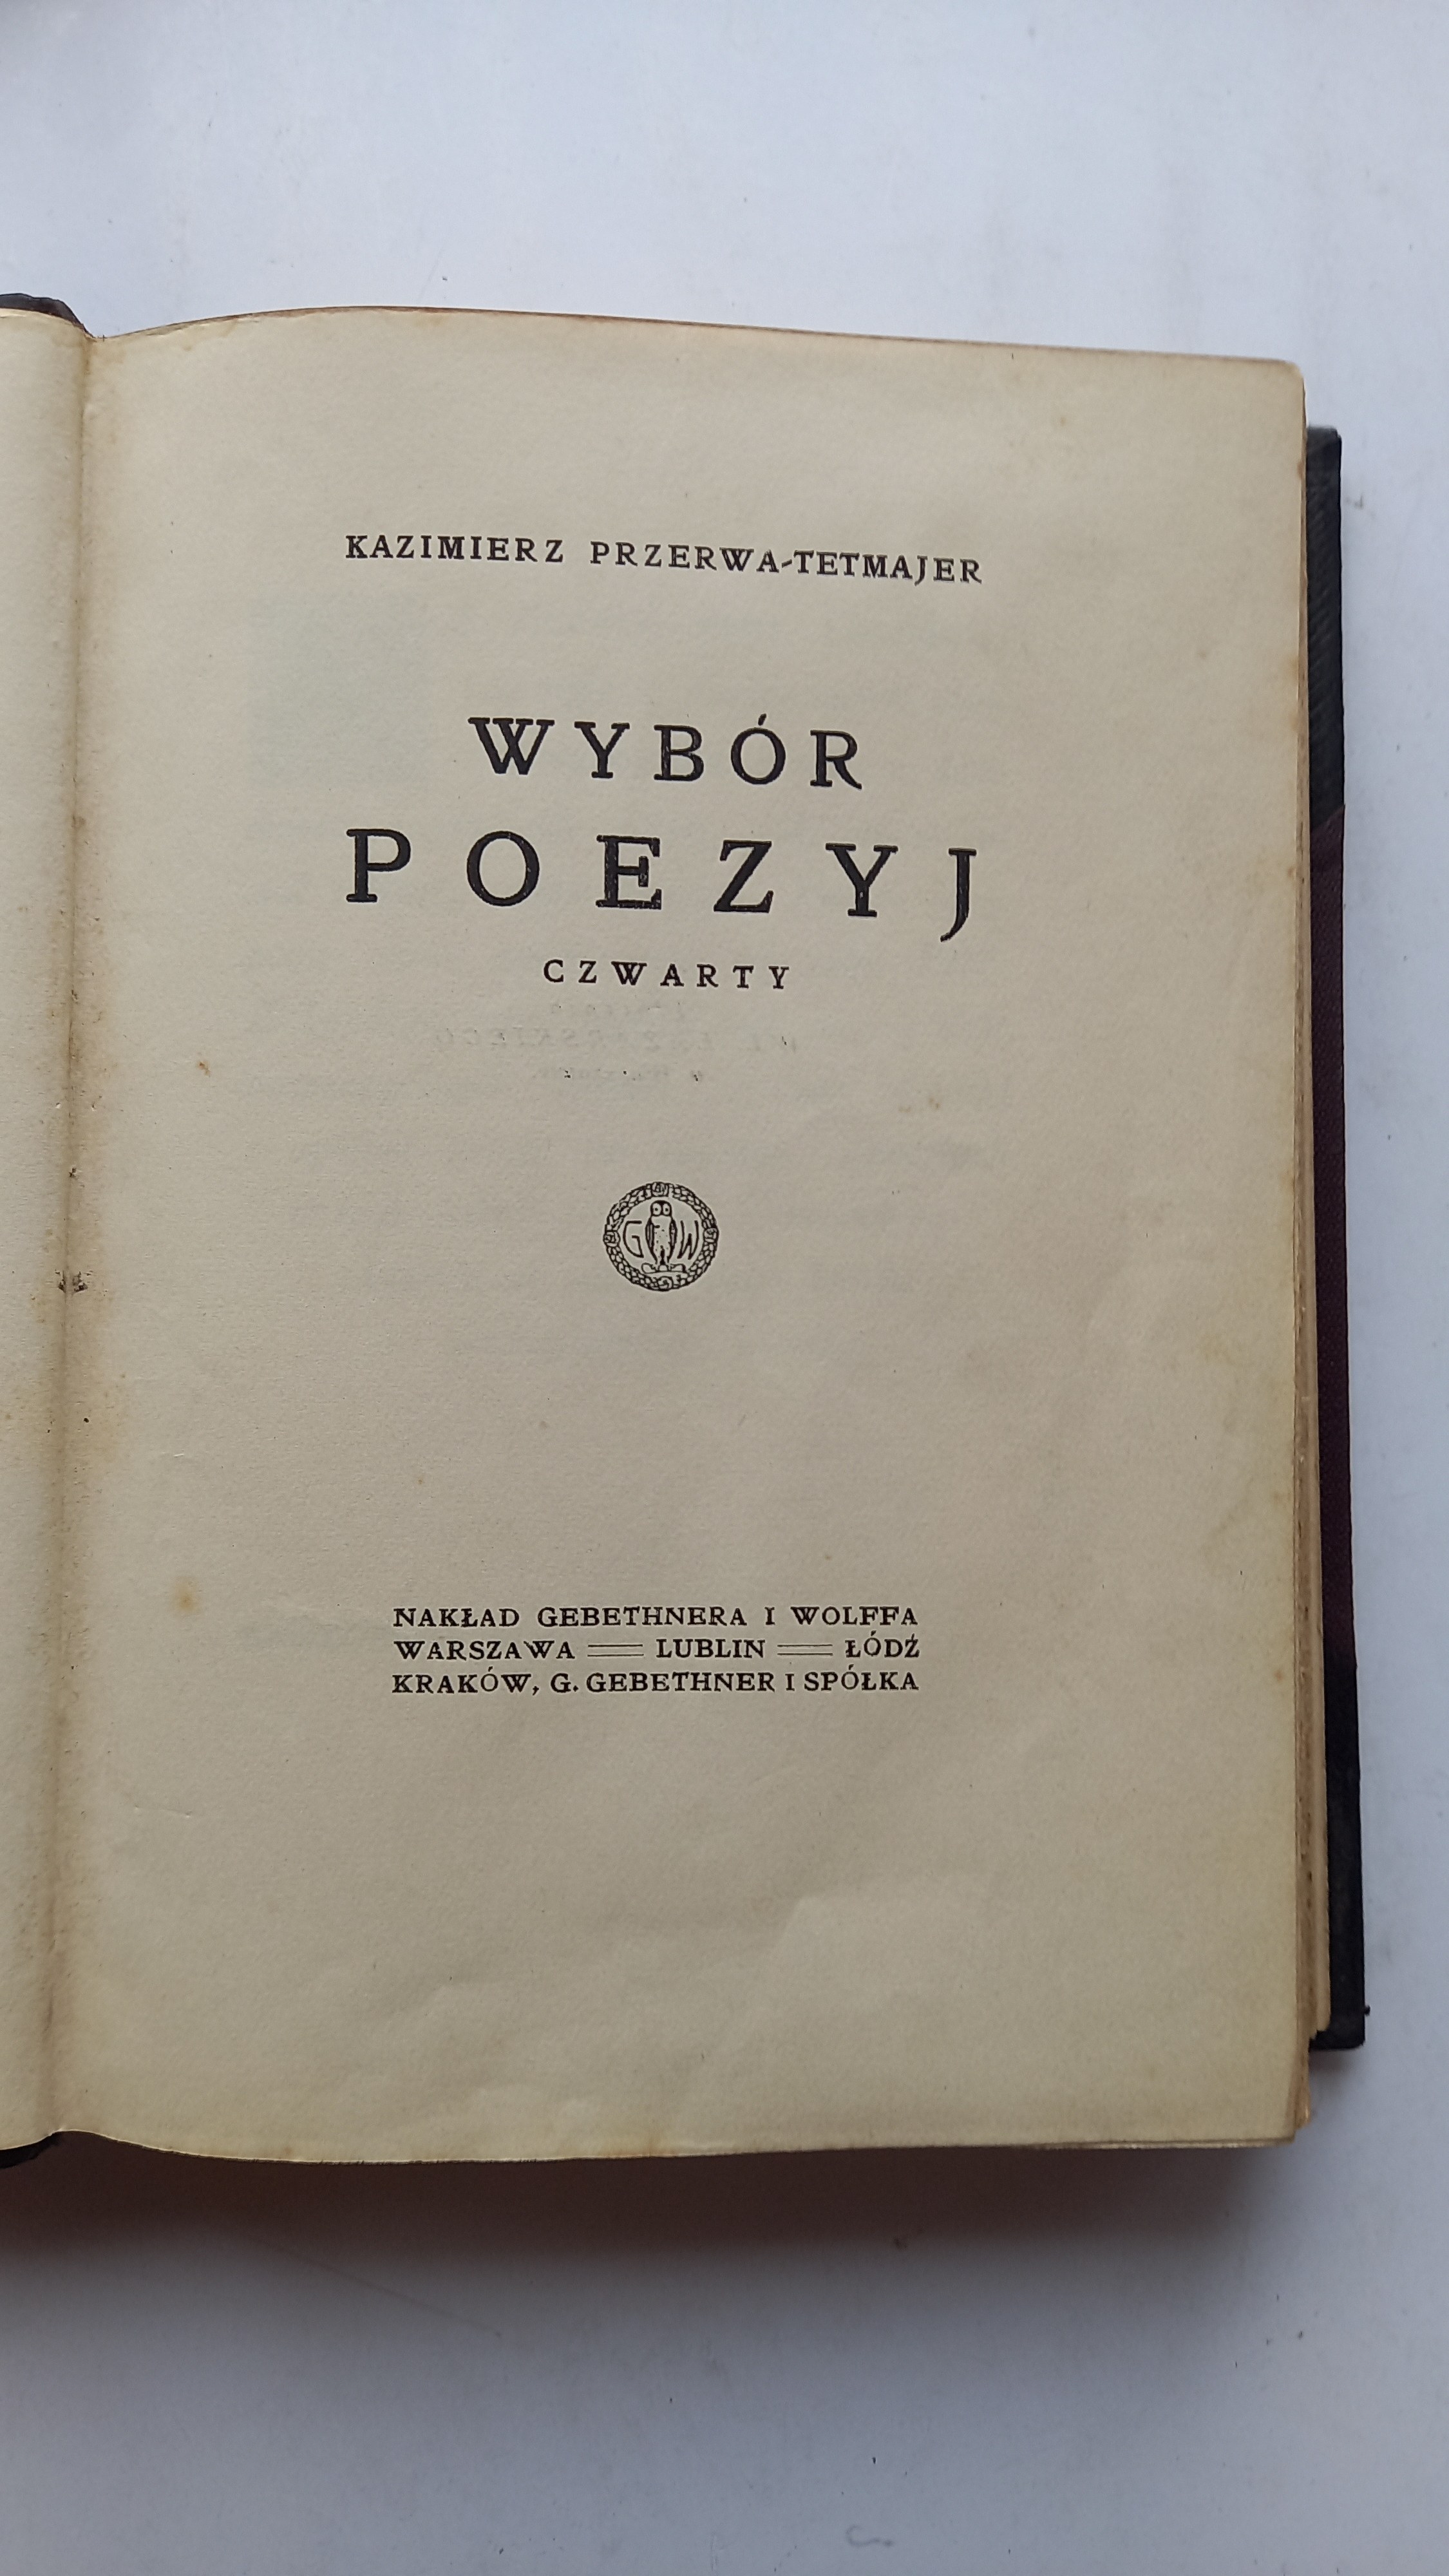 KAZIMIERZ PRZERWA-TETMAJER
WYBÓR
POEZYJ
CZWARTY
G W
NAKŁAD GEBETHNERA I WOLFFA
WARSZAWA LUBLIN ŁÓDŹ
KRAKÓW, G. GEBETHNER I SPÓŁKA